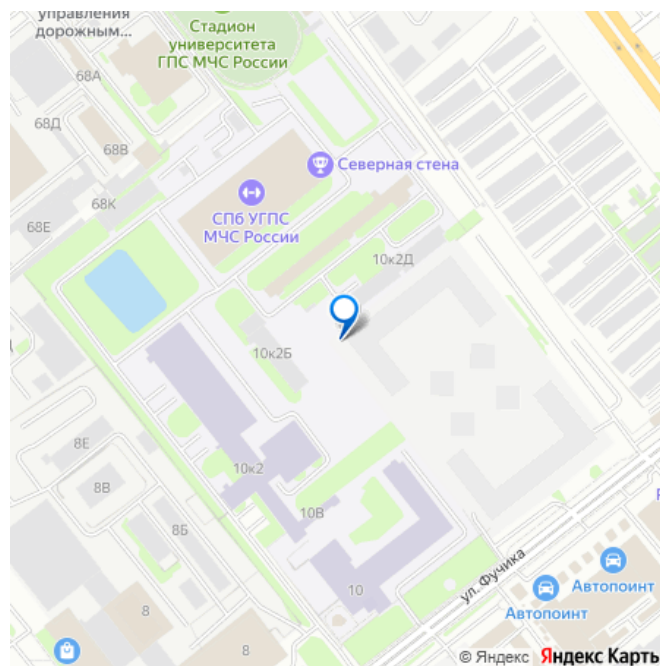 управления
дорожным...
Стадион
университета
ГПС МЧС России
68А
68Д
68В
Северная стена
68К
СПб УГПС
МЧС России
68Е
10к2Д
10к2Б
8Е
10к2
8В
10В
8Б
ул. Фучика
10
Автопоинт
8
Автопоинт
8
© Яндекс Яндекс Карты